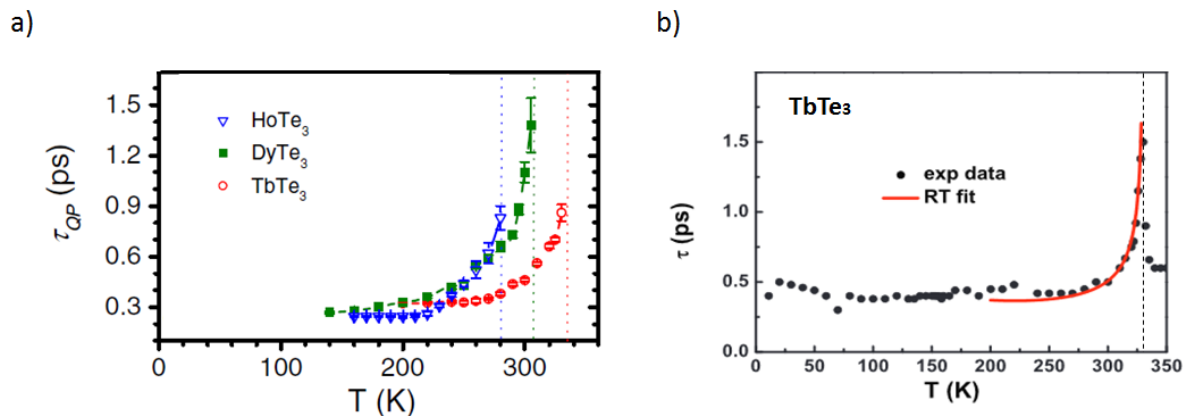 a)
1.5
1.2
0.9
0.6
0.3
τQP (ps)
HoTe3
DyTe3
TbTe3
0
100
200
300
T (K)
b)
TbTe3
1.5
1.0
0.5
0.0
τ (ps)
exp data
RT fit
0
50
100
150
200
250
300
350
T (K)